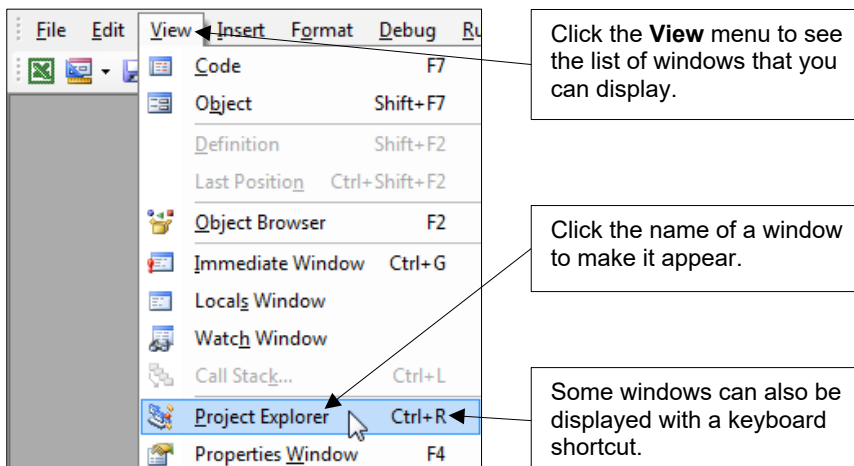 File Edit View Insert Format Debug
Click the View menu to see
the list of windows that you
can display.
Code F7
Object Shift+F7
Definition Shift+F2
Last Position Ctrl+Shift+F2
Object Browser F2
Click the name of a window
to make it appear.
Immediate Window Ctrl+G
Locals Window
Watch Window
Call Stack... Ctrl+L
Some windows can also be
displayed with a keyboard
shortcut.
Project Explorer Ctrl+R
Properties Window F4